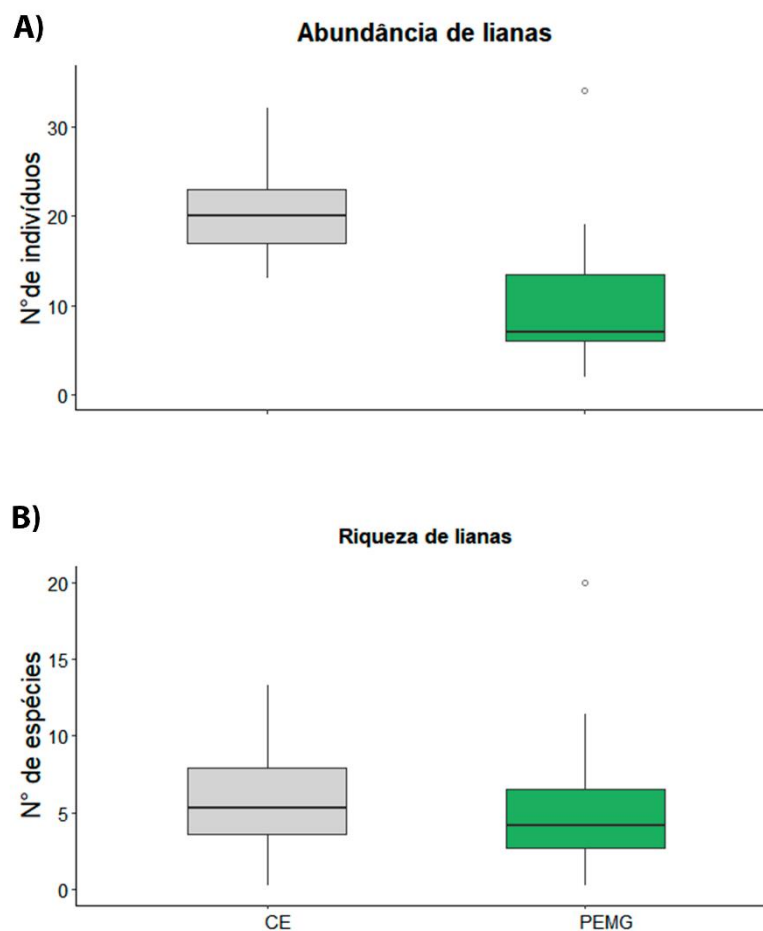 A)
Abundância de lianas
N°de indivíduos
30
20
10
0
B)
Riqueza de lianas
N° de espécies
20
15
10
5
0
CE
PEMG